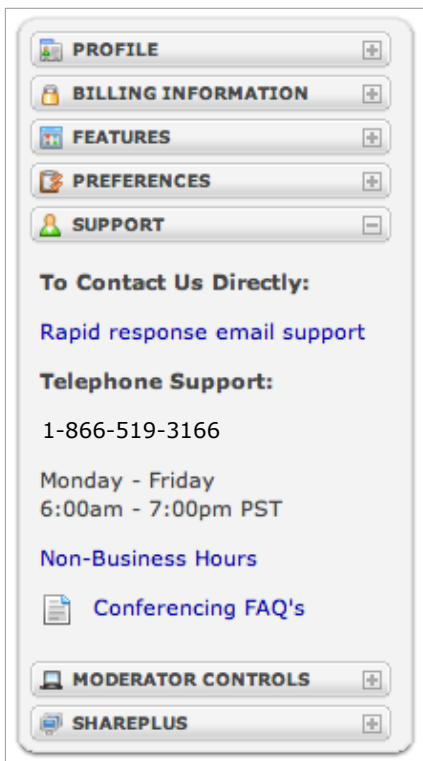 PROFILE
BILLING INFORMATION
FEATURES
PREFERENCES
SUPPORT
To Contact Us Directly:
Rapid response email support
Telephone Support:
1-866-519-3166
Monday - Friday
6:00am - 7:00pm PST
Non-Business Hours
Conferencing FAQ's
MODERATOR CONTROLS
SHAREPLUS